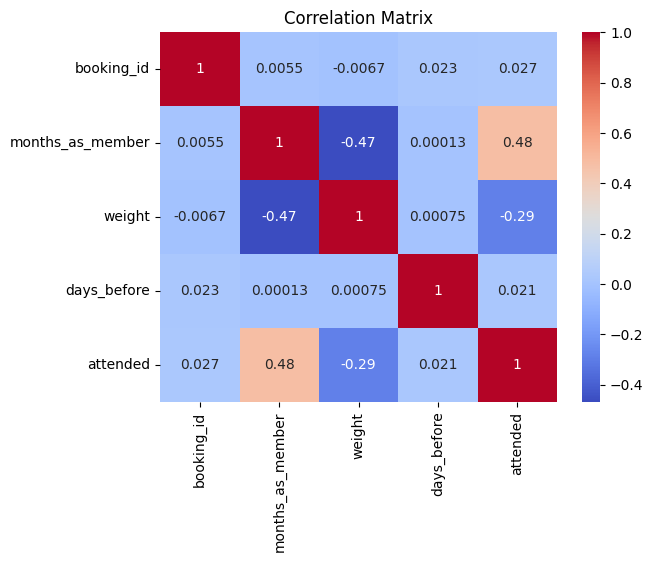 Correlation Matrix
booking_id 1 0.0055 -0.0067 0.023 0.027
months_as_member 0.0055 1 -0.47 0.00013 0.48
weight -0.0067 -0.47 1 0.00075 -0.29
days_before 0.023 0.00013 0.00075 1 0.021
attended 0.027 0.48 -0.29 0.021 1
booking_id
months_as_member
weight
days_before
attended
1.0
0.8
0.6
0.4
0.2
0.0
−0.2
−0.4